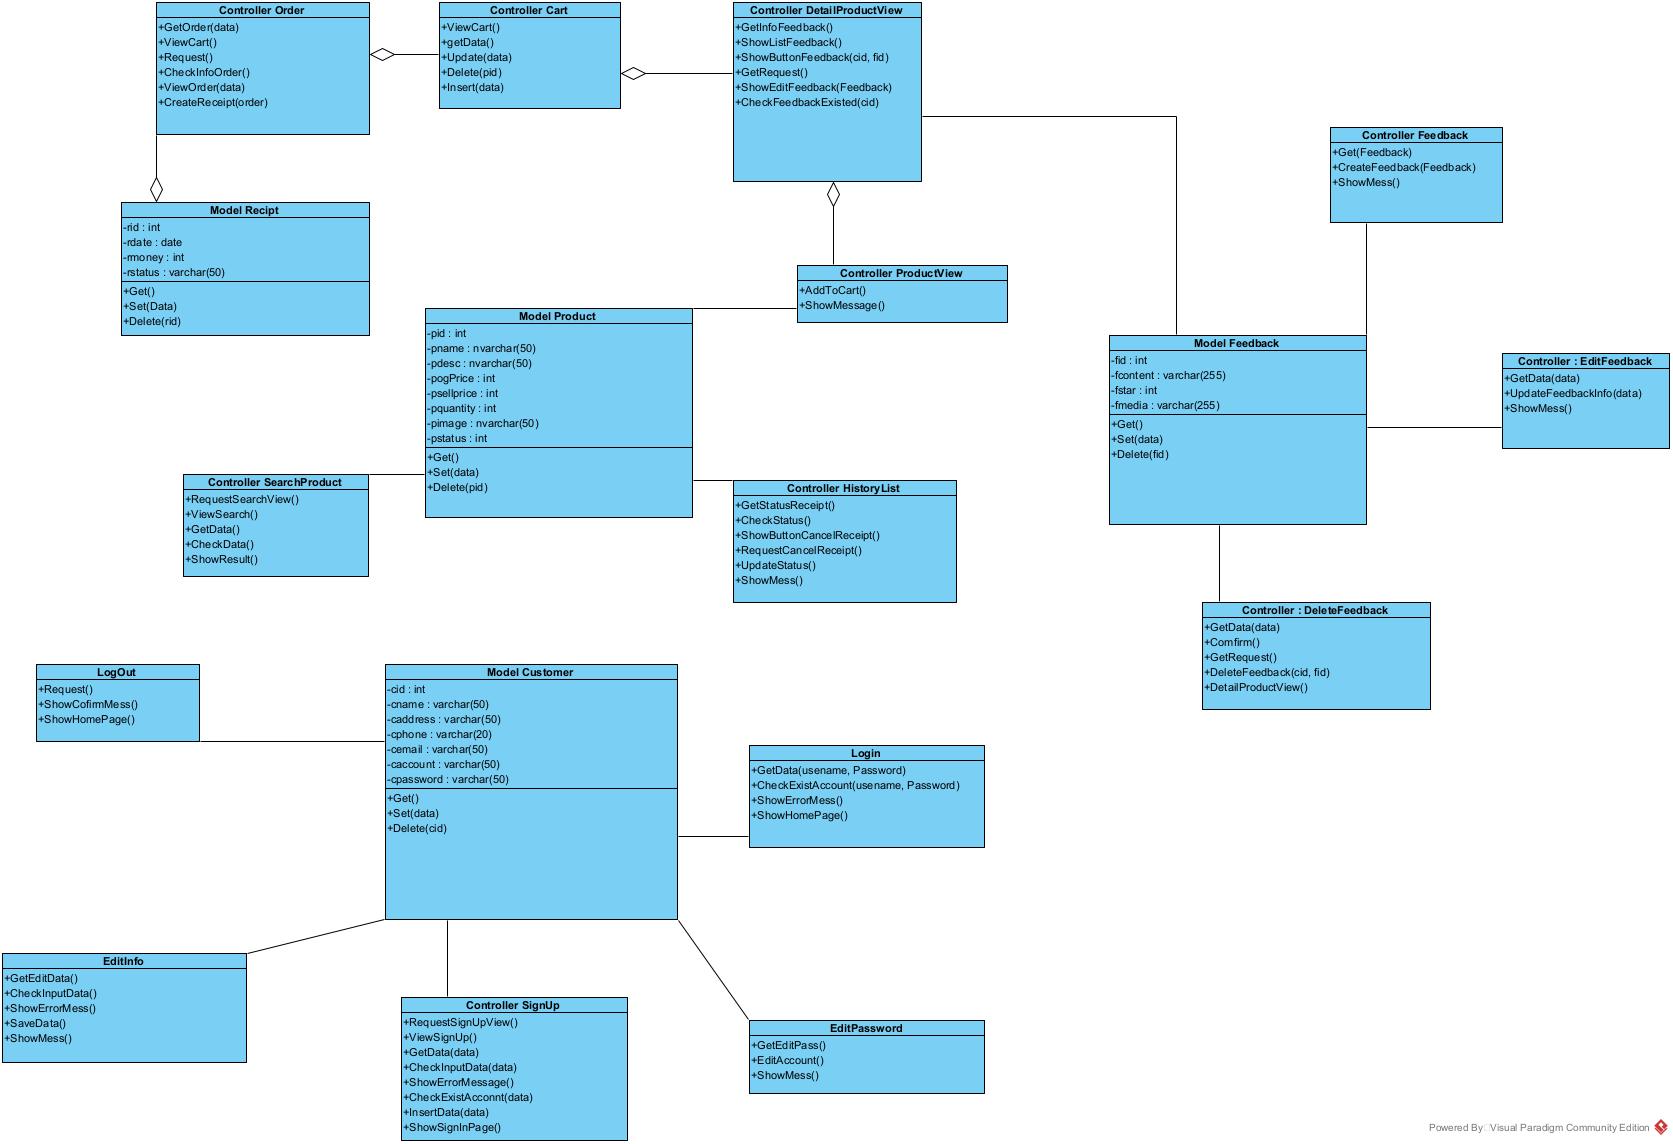 Controller Order
+GetOrder(data)
+ViewCart()
+Request()
+CheckInfoOrder()
+ViewOrder(data)
+CreateReceipt(order)
Controller Cart
+ViewCart()
+getData()
+Update(data)
+Delete(pid)
+Insert(data)
Controller DetailProductView
+GetInfoFeedback()
+ShowListFeedback()
+ShowButtonFeedback(cid, fid)
+GetRequest()
+ShowEditFeedback(Feedback)
+CheckFeedbackExisted(cid)
Controller Feedback
+Get(Feedback)
+CreateFeedback(Feedback)
+ShowMess()
Model Recipt
-rid : int
-rdate : date
-rmoney : int
-rstatus : varchar(50)
+Get()
+Set(Data)
+Delete(rid)
Controller ProductView
+AddToCart()
+ShowMessage()
Model Product
-pid : int
-pname : nvarchar(50)
-pdesc : nvarchar(50)
-pogPrice : int
-psellprice : int
-pquantity : int
-pimage : nvarchar(50)
-pstatus : int
+Get()
+Set(data)
+Delete(pid)
Model Feedback
-fid : int
-fcontent : varchar(255)
-fstar : int
-fmedia : varchar(255)
+Get()
+Set(data)
+Delete(fid)
Controller : EditFeedback
+GetData(data)
+UpdateFeedbackInfo(data)
+ShowMess()
Controller SearchProduct
+RequestSearchView()
+ViewSearch()
+GetData()
+CheckData()
+ShowResult()
Controller HistoryList
+GetStatusReceipt()
+CheckStatus()
+ShowButtonCancelReceipt()
+RequestCancelReceipt()
+UpdateStatus()
+ShowMess()
Controller : DeleteFeedback
+GetData(data)
+Comfirm()
+GetRequest()
+DeleteFeedback(cid, fid)
+DetailProductView()
LogOut
+Request()
+ShowCofirmMess()
+ShowHomePage()
Model Customer
-cid : int
-cname : varchar(50)
-caddress : varchar(50)
-cphone : varchar(20)
-cemail : varchar(50)
-caccount : varchar(50)
-cpassword : varchar(50)
+Get()
+Set(data)
+Delete(cid)
Login
+GetData(usename, Password)
+CheckExistAccount(usename, Password)
+ShowErrorMess()
+ShowHomePage()
EditInfo
+GetEditData()
+CheckInputData()
+ShowErrorMess()
+SaveData()
+ShowMess()
Controller SignUp
+RequestSignUpView()
+ViewSignUp()
+GetData(data)
+CheckInputData(data)
+ShowErrorMessage()
+CheckExistAcconnt(data)
+InsertData(data)
+ShowSignInPage()
EditPassword
+GetEditPass()
+EditAccount()
+ShowMess()
Powered By Visual Paradigm Community Edition